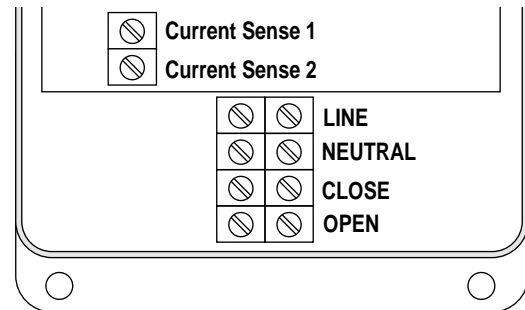 Current Sense 1
Current Sense 2
LINE
NEUTRAL
CLOSE
OPEN